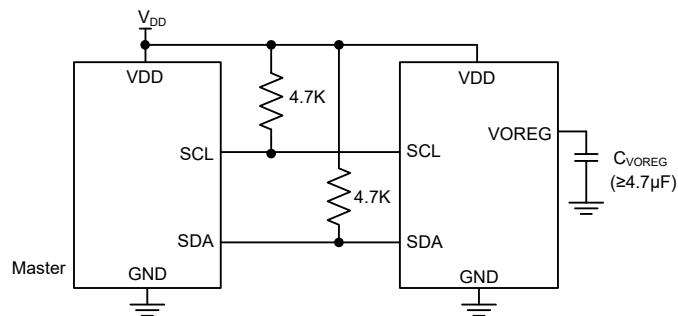 VDD
VDD
VDD
4.7K
VOREG
SCL
SCL
CVOREG
(≥4.7µF)
4.7K
SDA
SDA
Master
GND
GND